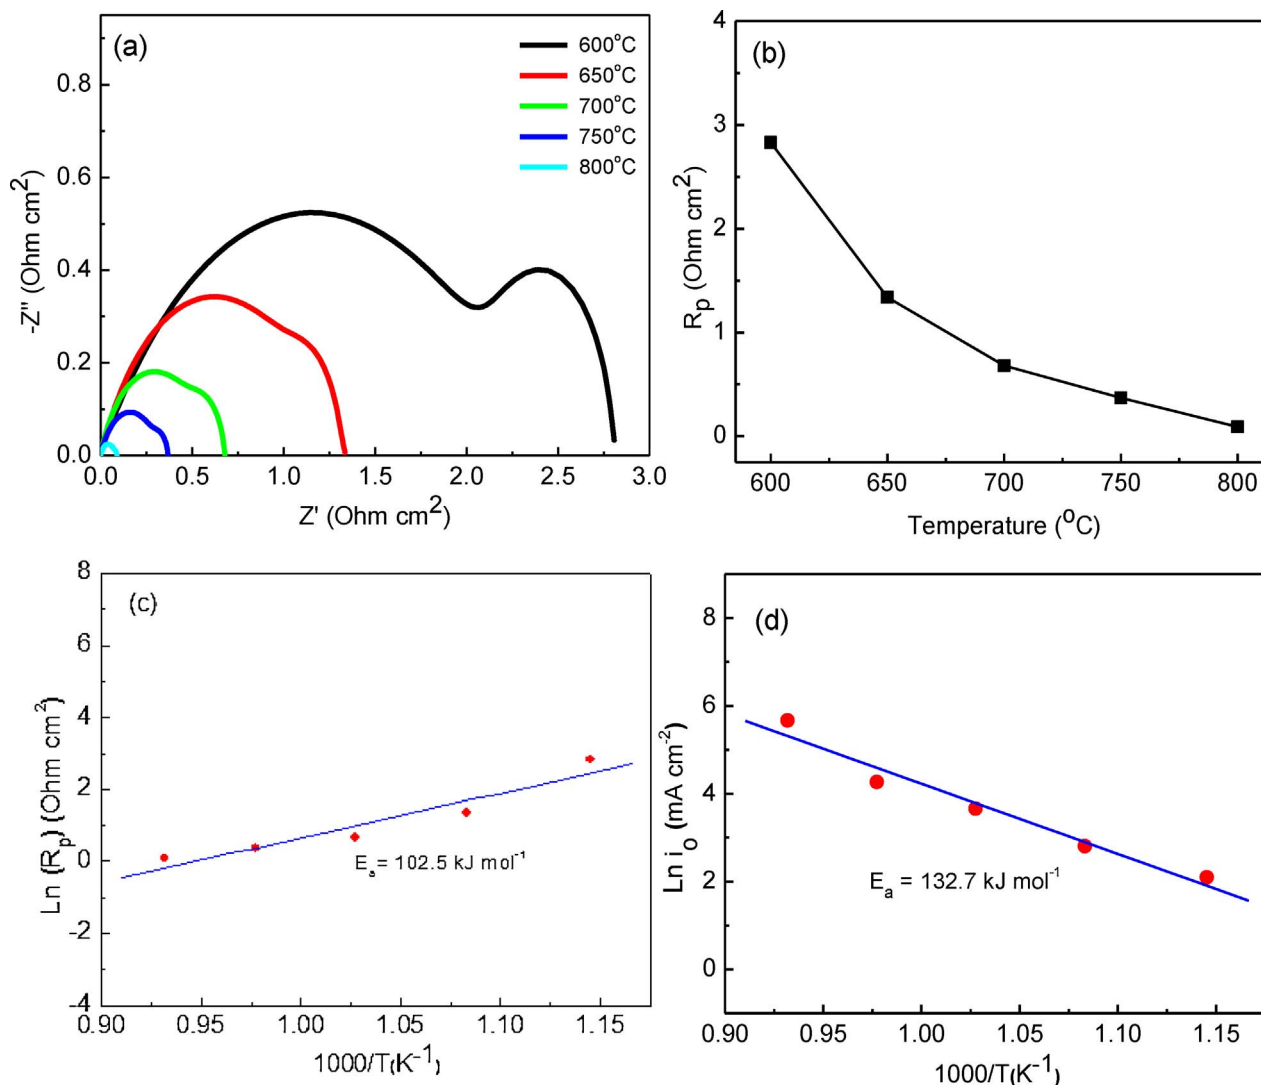 (a)
600°C
650°C
700°C
750°C
800°C
0.8
0.6
0.4
0.2
0.0
-Z" (Ohm cm²)
0.0 0.5 1.0 1.5 2.0 2.5 3.0
Z' (Ohm cm²)
(b)
4
3
2
1
0
Rp (Ohm cm²)
600 650 700 750 800
Temperature (°C)
(c)
8
6
4
2
0
-2
-4
Ln (Rp) (Ohm cm²)
Ea = 102.5 kJ mol⁻¹
0.90 0.95 1.00 1.05 1.10 1.15
1000/T(K⁻¹)
(d)
8
6
4
2
0
Ln io (mA cm⁻²)
Ea = 132.7 kJ mol⁻¹
0.90 0.95 1.00 1.05 1.10 1.15
1000/T(K⁻¹)